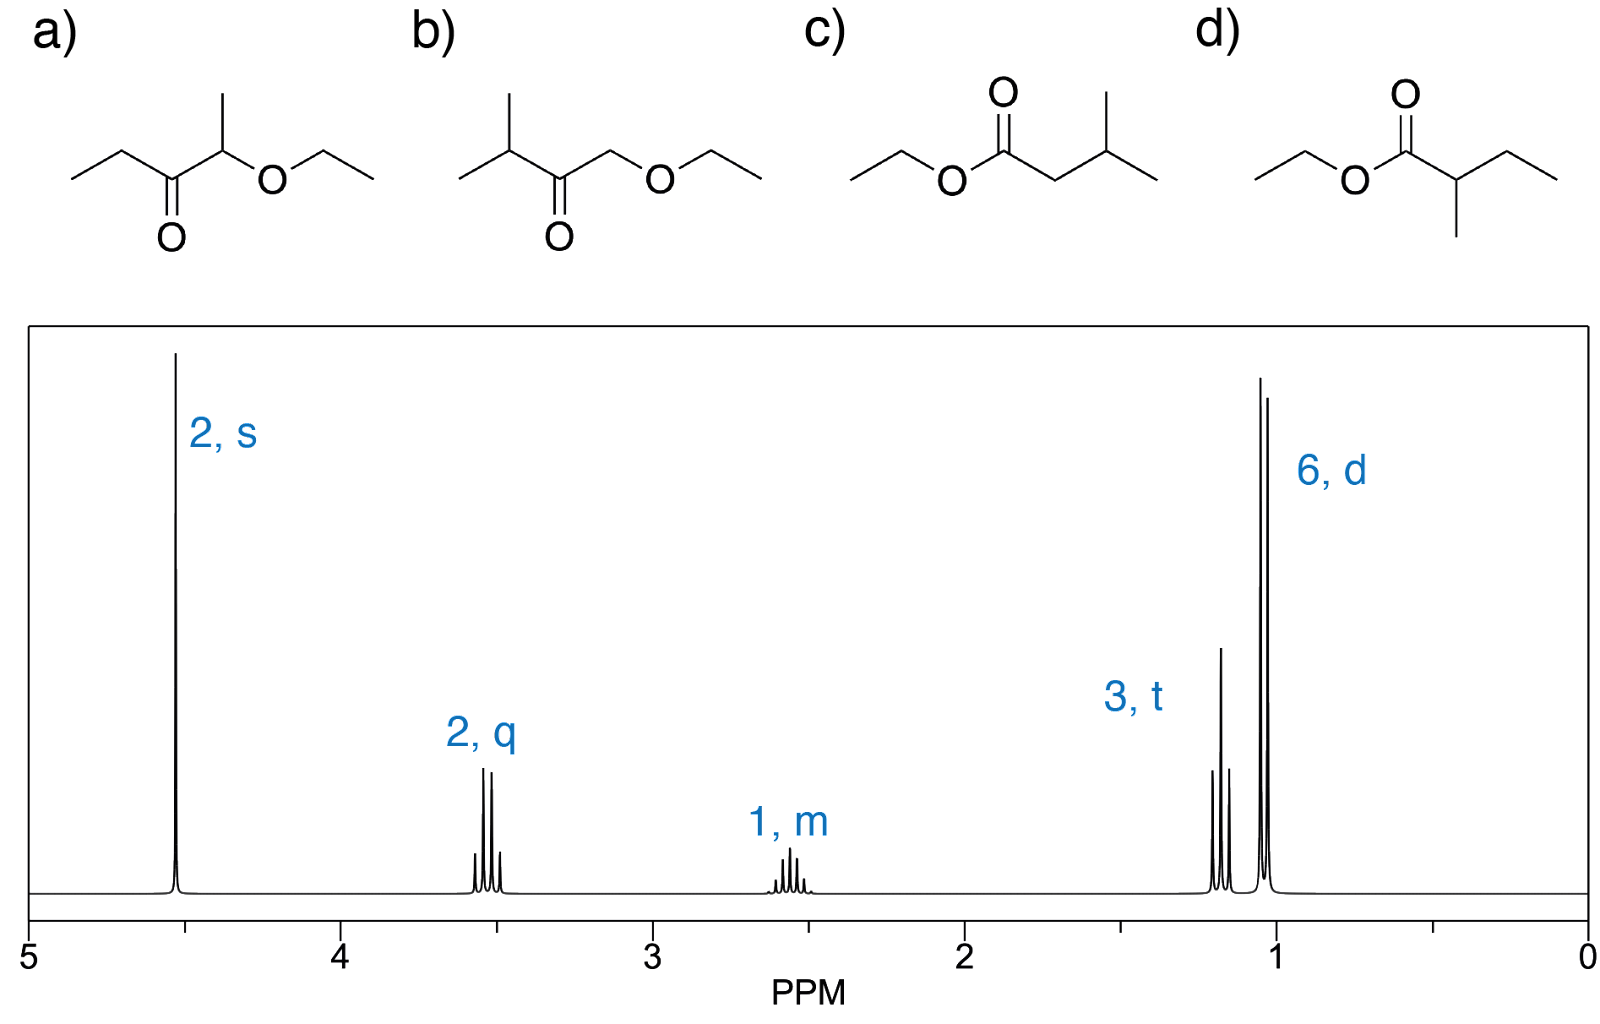 a) b) c) d)
O O
O O O O
O O
2, s
6, d
3, t
2, q
1, m
5 4 3 2 1 0
PPM